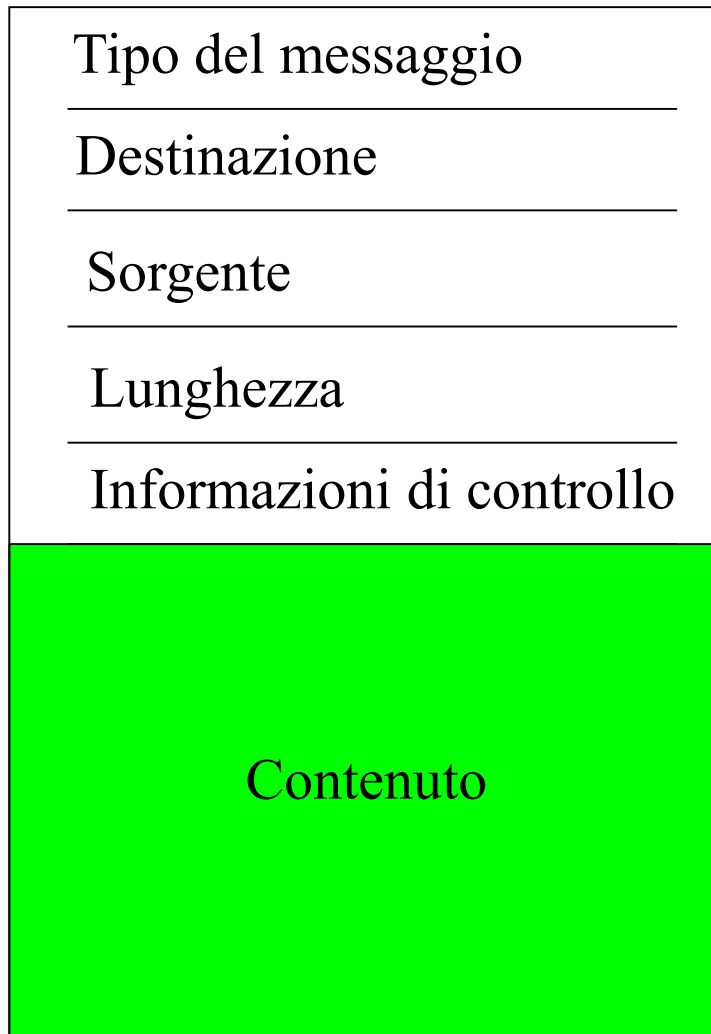 Tipo del messaggio
Destinazione
Sorgente
Lunghezza
Informazioni di controllo
Contenuto